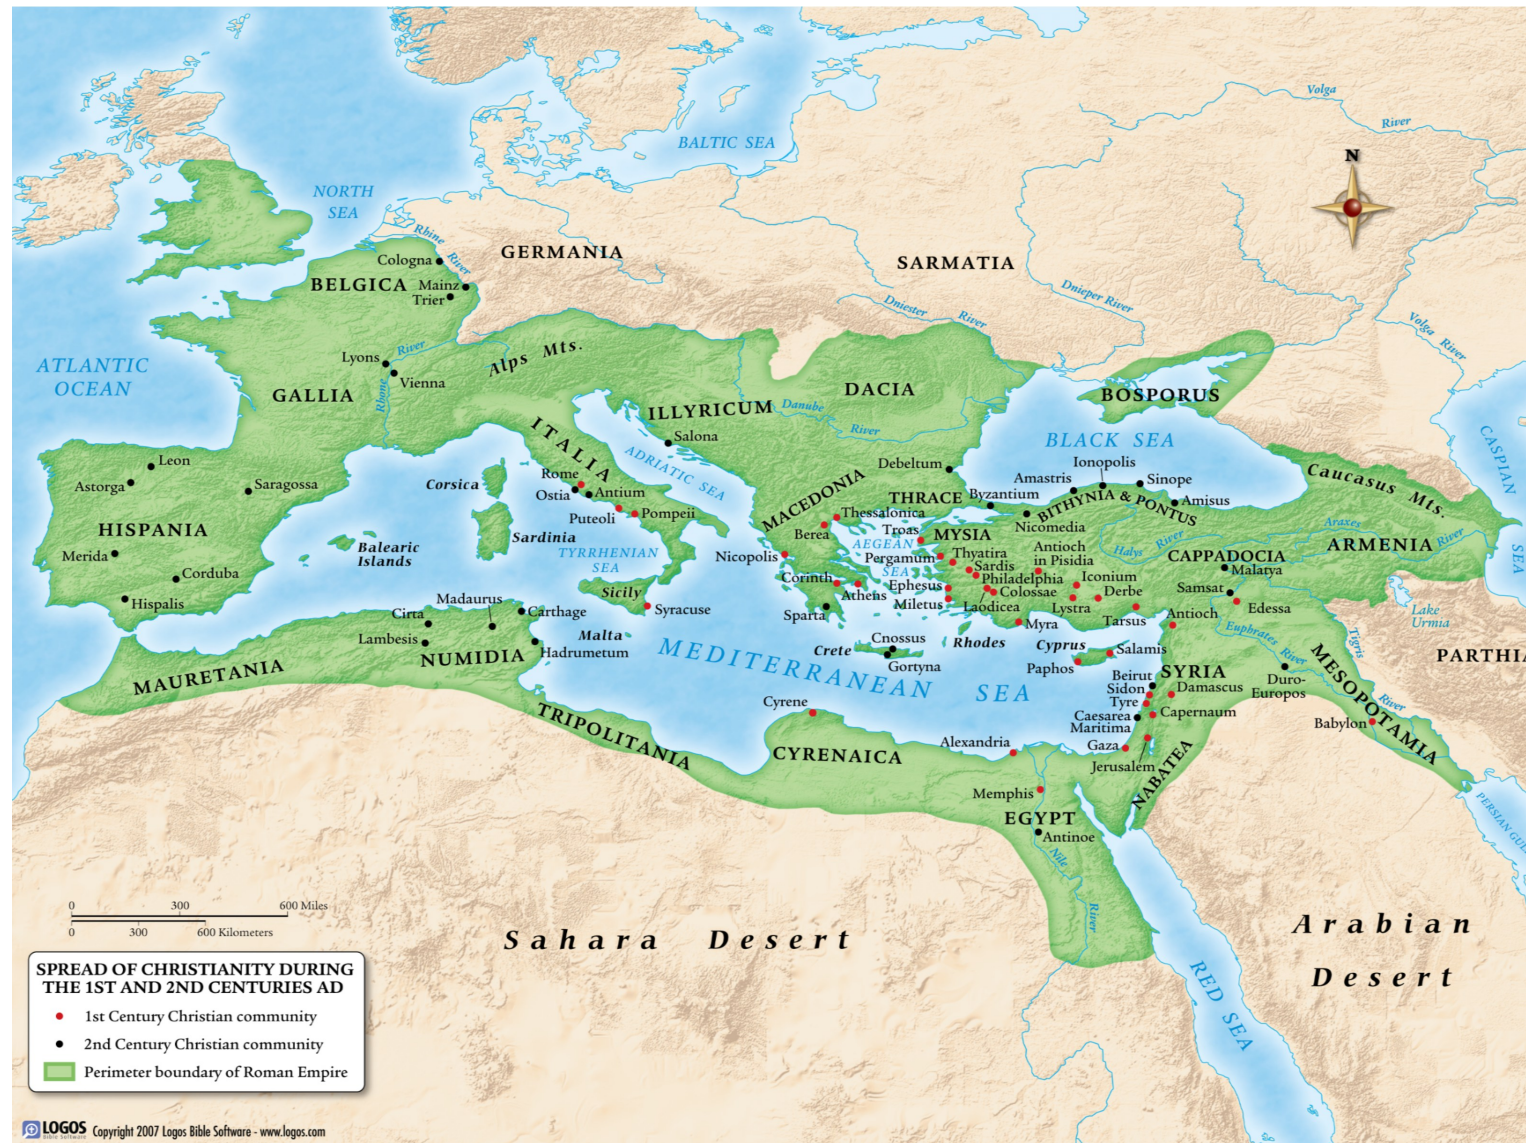 Volga
River
BALTIC SEA
N
NORTH
SEA
Rhine
River
GERMANIA
SARMATIA
Cologna
BELGICA
Mainz
Trier
Dnieper River
Dniester
River
Volga
River
ATLANTIC
OCEAN
Lyons
River
Vienna
Alps Mts.
GALLIA
Rhone
DACIA
BOSPORUS
ILLYRICUM
Danube
River
Salona
ITALIA
ADRIATIC SEA
BLACK SEA
CASPIAN
SEA
Leon
Astorga
Saragossa
Corsica
Rome
Ostia
Antium
Puteoli
Pompeii
Debeltum
Ionopolis
Amastris
Sinope
Amisus
Caucasus Mts.
HISPANIA
Sardinia
Balearic
Islands
TYRRHENIAN
SEA
MACEDONIA
THRACE
Byzantium
BITHYNIA & PONTUS
Nicomedia
Thessalonica
Berea
Troas
MYSIA
AEGEAN
SEA
Halys
River
Araxes
River
CAPPADOCIA
ARMENIA
Merida
Corduba
Hispalis
Nicopolis
Pergamum
Thyatira
Sardis
Philadelphia
Antioch
in Pisidia
Malatya
Corinth
Athens
Ephesus
Colossae
Iconium
Derbe
Samsat
Edessa
Sicily
Syracuse
Sparta
Miletus
Laodicea
Lystra
Myra
Tarsus
Antioch
Lake
Urmia
Madaurus
Cirta
Carthage
Lambesis
Hadrumetum
Malta
Crete
Cnossus
Gortyna
Rhodes
Cyprus
Salamis
Paphos
Euphrates
River
Tigris
River
MAURETANIA
NUMIDIA
MEDITERRANEAN SEA
PARTHIA
Beirut
SYRIA
Sidon
Damascus
Tyre
Duro-
Europos
MESOPOTAMIA
Cyrene
Caesarea
Maritima
Capernaum
Babylon
TRIPOLITANIA
CYRENAICA
Alexandria
Gaza
Jerusalem
NABATEA
Memphis
EGYPT
Antinoe
PERSIAN GUL
Nile
River
0 300 600 Miles
0 300 600 Kilometers
Sahara Desert
Arabian
Desert
RED SEA
SPREAD OF CHRISTIANITY DURING
THE 1ST AND 2ND CENTURIES AD
1st Century Christian community
2nd Century Christian community
Perimeter boundary of Roman Empire
LOGOS
Bible Software
Copyright 2007 Logos Bible Software - www.logos.com